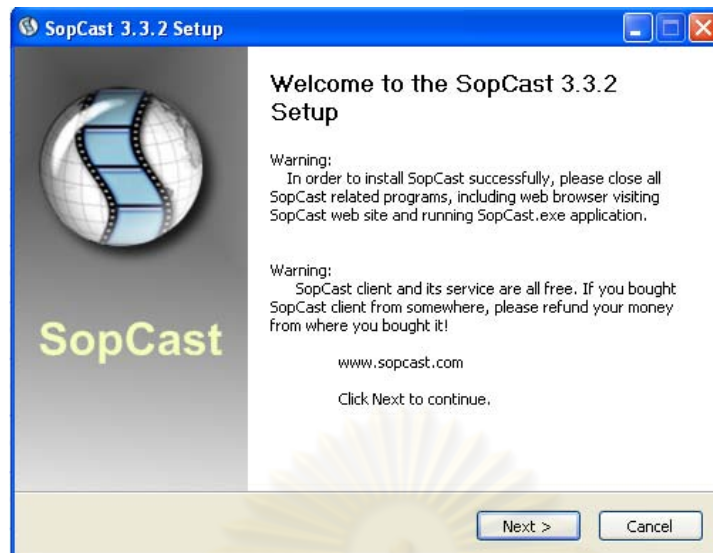 SopCast 3.3.2 Setup
Welcome to the SopCast 3.3.2
Setup
Warning:
In order to install SopCast successfully, please close all
SopCast related programs, including web browser visiting
SopCast web site and running SopCast.exe application.
Warning:
SopCast client and its service are all free. If you bought
SopCast client from somewhere, please refund your money
from where you bought it!
www.sopcast.com
Click Next to continue.
SopCast
Next >
Cancel